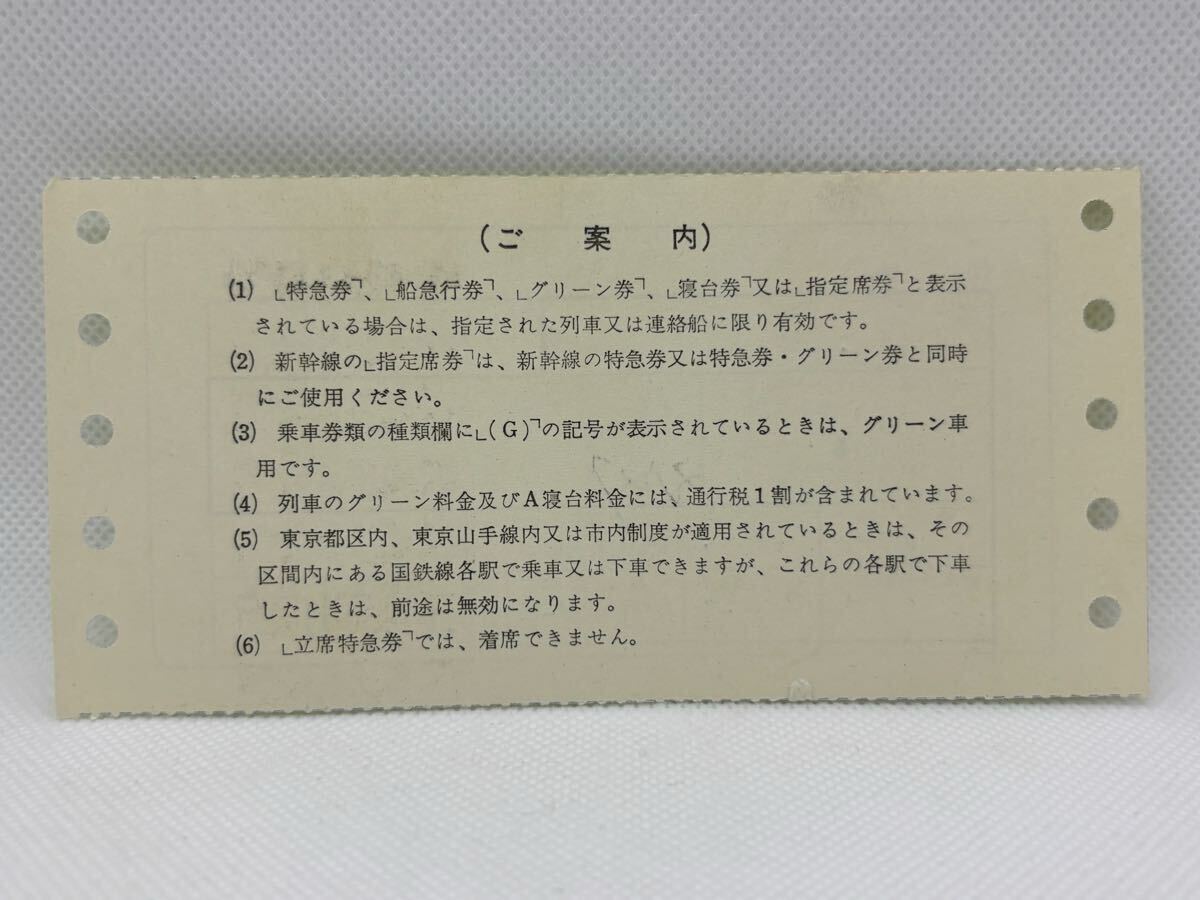 (ご案内)
(1) ﹂特急券﹁、﹂船急行券﹁、﹂グリーン券﹁、﹂寝台券﹁又は﹂指定席券﹁と表示
されている場合は、指定された列車又は連絡船に限り有効です。
(2) 新幹線の﹂指定席券﹁は、新幹線の特急券又は特急券・グリーン券と同時
にご使用ください。
(3) 乗車券類の種類欄に﹂(G)﹁の記号が表示されているときは、グリーン車
用です。
(4) 列車のグリーン料金及びA寝台料金には、通行税1割が含まれています。
(5) 東京都区内、東京山手線内又は市内制度が適用されているときは、その
区間内にある国鉄線各駅で乗車又は下車できますが、これらの各駅で下車
したときは、前途は無効になります。
(6) ﹂立席特急券﹁では、着席できません。